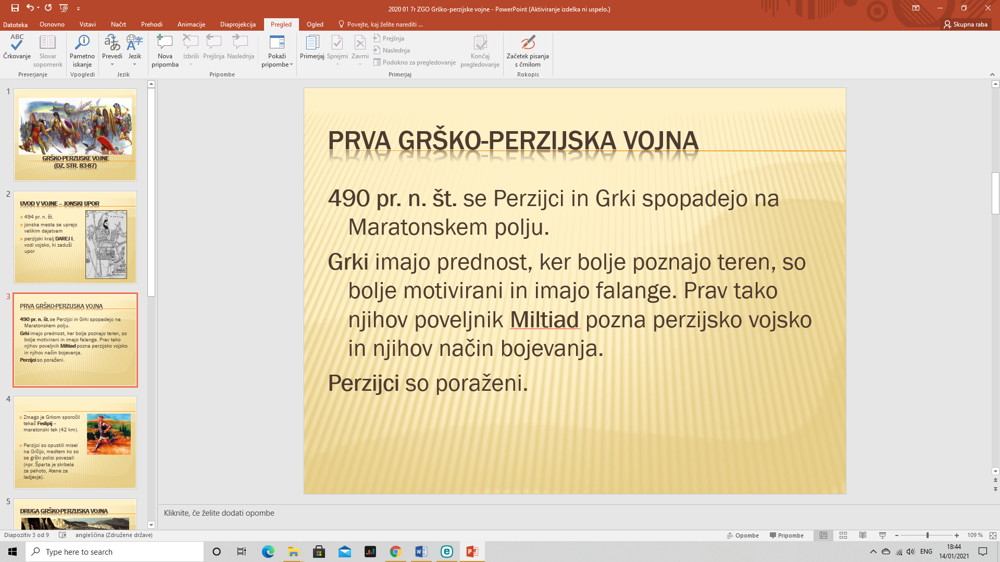 2020 01 7r ZGO Grško-perzijske vojne - PowerPoint (Aktiviranje izdelka ni uspelo.)
Datoteka Osnovno Vstavi Načrt Prehodi Animacije Diaprojekcija Pregled Ogled Povejte, kaj želite narediti ... Skupna raba
ABC
Črkovanje
Slovar sopomenk
Preverjanje
Pametno iskanje
Vpogledi
Prevedi
Jezik
Jezik
Nova pripomba
Izbriši
Prejšnja
Naslednja
Pokaži pripombe
Pripombe
Primerjaj
Sprejmi
Zavrni
Prejšnja
Naslednja
Podokno za pregledovanje
Končaj pregledovanje
Primerjaj
Začetek pisanja s črnilom
Rokopis
1
GRŠKO-PERZIJSKE VOJNE
(DZ, STR. 83-87)
2
UVOD V VOJNE – JONSKI UPOR
494 pr. n. št.
jonska mesta se uprejo
velikim dajatvam
perzijski kralj DAREJ I.
vodi vojsko, ki zaduši
upor
3
PRVA GRŠKO-PERZIJSKA VOJNA
490 pr. n. št. se Perzijci in Grki spopadejo na
Maratonskem polju.
Grki imajo prednost, ker bolje poznajo teren, so
bolje motivirani in imajo falange. Prav tako
njihov poveljnik Miltiad pozna perzijsko vojsko
in njihov način bojevanja.
Perzijci so poraženi.
4
Zmago je Grkom sporočil
tekač Fedipij –
maratonski tek (42 km).
Perzijci so opustili misel
na Grčijo, medtem ko so
se grški polisi povezali
(npr. Šparta je skrbela
za pehoto, Atene za
ladjevje).
5
DRUGA GRŠKO-PERZIJSKA VOJNA
PRVA GRŠKO-PERZIJSKA VOJNA
490 pr. n. št. se Perzijci in Grki spopadejo na
Maratonskem polju.
Grki imajo prednost, ker bolje poznajo teren, so
bolje motivirani in imajo falange. Prav tako
njihov poveljnik Miltiad pozna perzijsko vojsko
in njihov način bojevanja.
Perzijci so poraženi.
Kliknite, če želite dodati opombe
Diapozitiv 3 od 9 angleščina (Združene države) Opombe Pripombe 109 %
Type here to search
ENG
18:44
14/01/2021